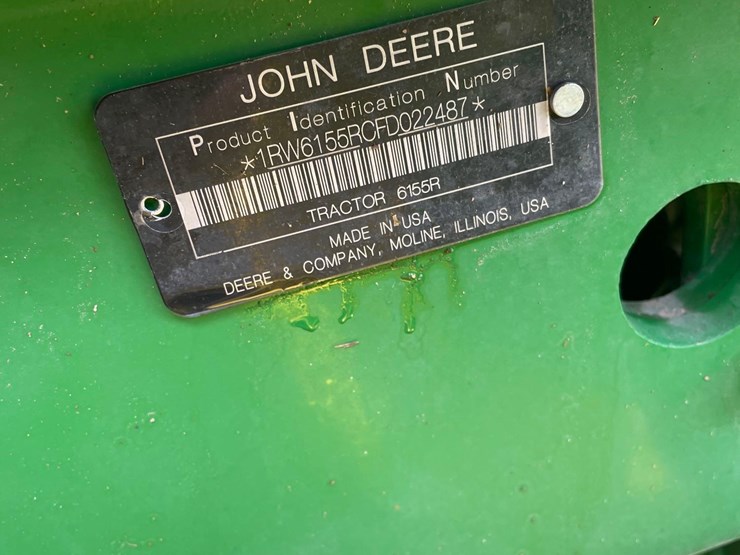 JOHN DEERE
Product Identification Number
*1RW6155RCFD022487*
TRACTOR 6155R
MADE IN USA
DEERE & COMPANY, MOLINE, ILLINOIS, USA